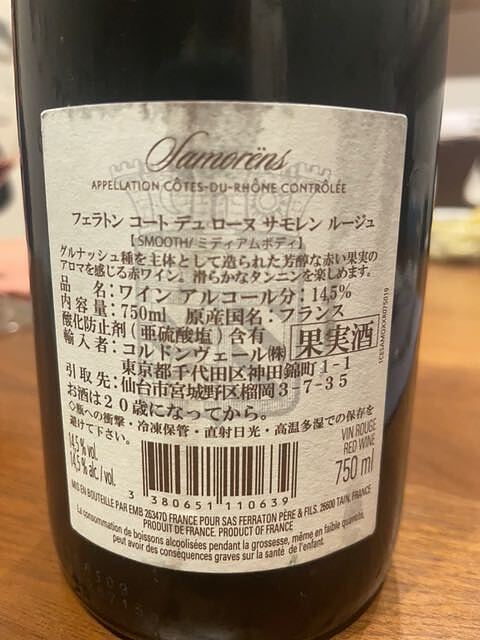 Samorëns
APPELLATION CÔTES-DU-RHÔNE CONTRÔLÉE
フェラトン コート デュ ローヌ サモレン ルージュ
【SMOOTH/ミディアムボディ】
グルナッシュ種を主体として造られた芳醇な赤い果実の
アロマを感じる赤ワイン。滑らかなタンニンを楽しめます。
品 名:ワイン アルコール分:14.5%
内容量:750ml 原産国名:フランス
酸化防止剤(亜硫酸塩)含有 果実酒
輸入者:コルドンヴェール㈱
東京都千代田区神田錦町1-1
引取先:仙台市宮城野区榴岡3-7-35
お酒は20歳になってから。
◇瓶への衝撃・冷凍保管・直射日光・高温多湿での保存を
避けて下さい。
14,5% vol.
14,5% alc./vol.
VIN ROUGE
RED WINE
750 ml
3 380651 110639
MIS EN BOUTEILLE PAR EMB 26347D FRANCE POUR SAS FERRATON PÈRE & FILS. 26600 TAIN, FRANCE
PRODUIT DE FRANCE. PRODUCT OF FRANCE
La consommation de boissons alcoolisées pendant la grossesse, même en faible quantité,
peut avoir des conséquences graves sur la santé de l'enfant.